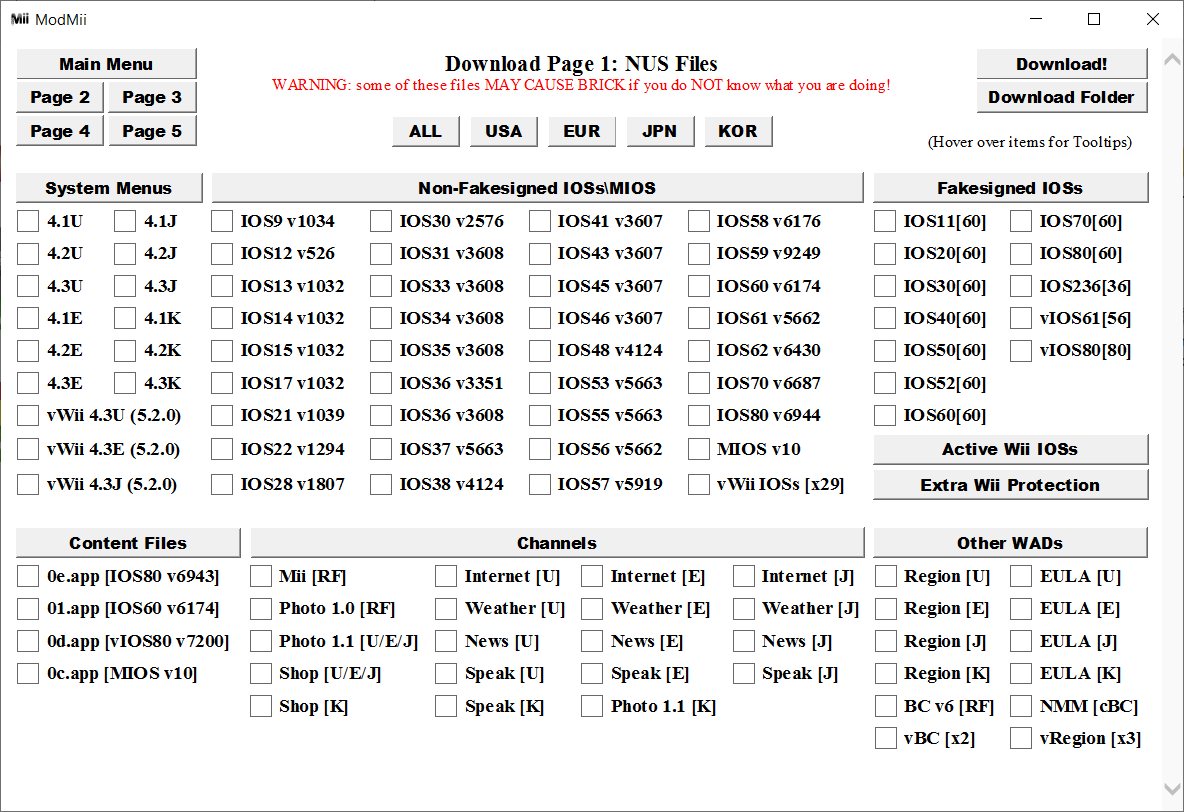 Mii ModMii
Main Menu
Page 2 Page 3
Page 4 Page 5
Download Page 1: NUS Files
WARNING: some of these files MAY CAUSE BRICK if you do NOT know what you are doing!
ALL USA EUR JPN KOR
Download!
Download Folder
(Hover over items for Tooltips)
System Menus Non-Fakesigned IOSs\MIOS Fakesigned IOSs
4.1U 4.1J IOS9 v1034 IOS30 v2576 IOS41 v3607 IOS58 v6176 IOS11[60] IOS70[60]
4.2U 4.2J IOS12 v526 IOS31 v3608 IOS43 v3607 IOS59 v9249 IOS20[60] IOS80[60]
4.3U 4.3J IOS13 v1032 IOS33 v3608 IOS45 v3607 IOS60 v6174 IOS30[60] IOS236[36]
4.1E 4.1K IOS14 v1032 IOS34 v3608 IOS46 v3607 IOS61 v5662 IOS40[60] vIOS61[56]
4.2E 4.2K IOS15 v1032 IOS35 v3608 IOS48 v4124 IOS62 v6430 IOS50[60] vIOS80[80]
4.3E 4.3K IOS17 v1032 IOS36 v3351 IOS53 v5663 IOS70 v6687 IOS52[60]
vWii 4.3U (5.2.0) IOS21 v1039 IOS36 v3608 IOS55 v5663 IOS80 v6944 IOS60[60]
vWii 4.3E (5.2.0) IOS22 v1294 IOS37 v5663 IOS56 v5662 MIOS v10 Active Wii IOSs
vWii 4.3J (5.2.0) IOS28 v1807 IOS38 v4124 IOS57 v5919 vWii IOSs [x29] Extra Wii Protection
Content Files Channels Other WADs
0e.app [IOS80 v6943] Mii [RF] Internet [U] Internet [E] Internet [J] Region [U] EULA [U]
01.app [IOS60 v6174] Photo 1.0 [RF] Weather [U] Weather [E] Weather [J] Region [E] EULA [E]
0d.app [vIOS80 v7200] Photo 1.1 [U/E/J] News [U] News [E] News [J] Region [J] EULA [J]
0c.app [MIOS v10] Shop [U/E/J] Speak [U] Speak [E] Speak [J] Region [K] EULA [K]
Shop [K] Speak [K] Photo 1.1 [K] BC v6 [RF] NMM [cBC]
vBC [x2] vRegion [x3]